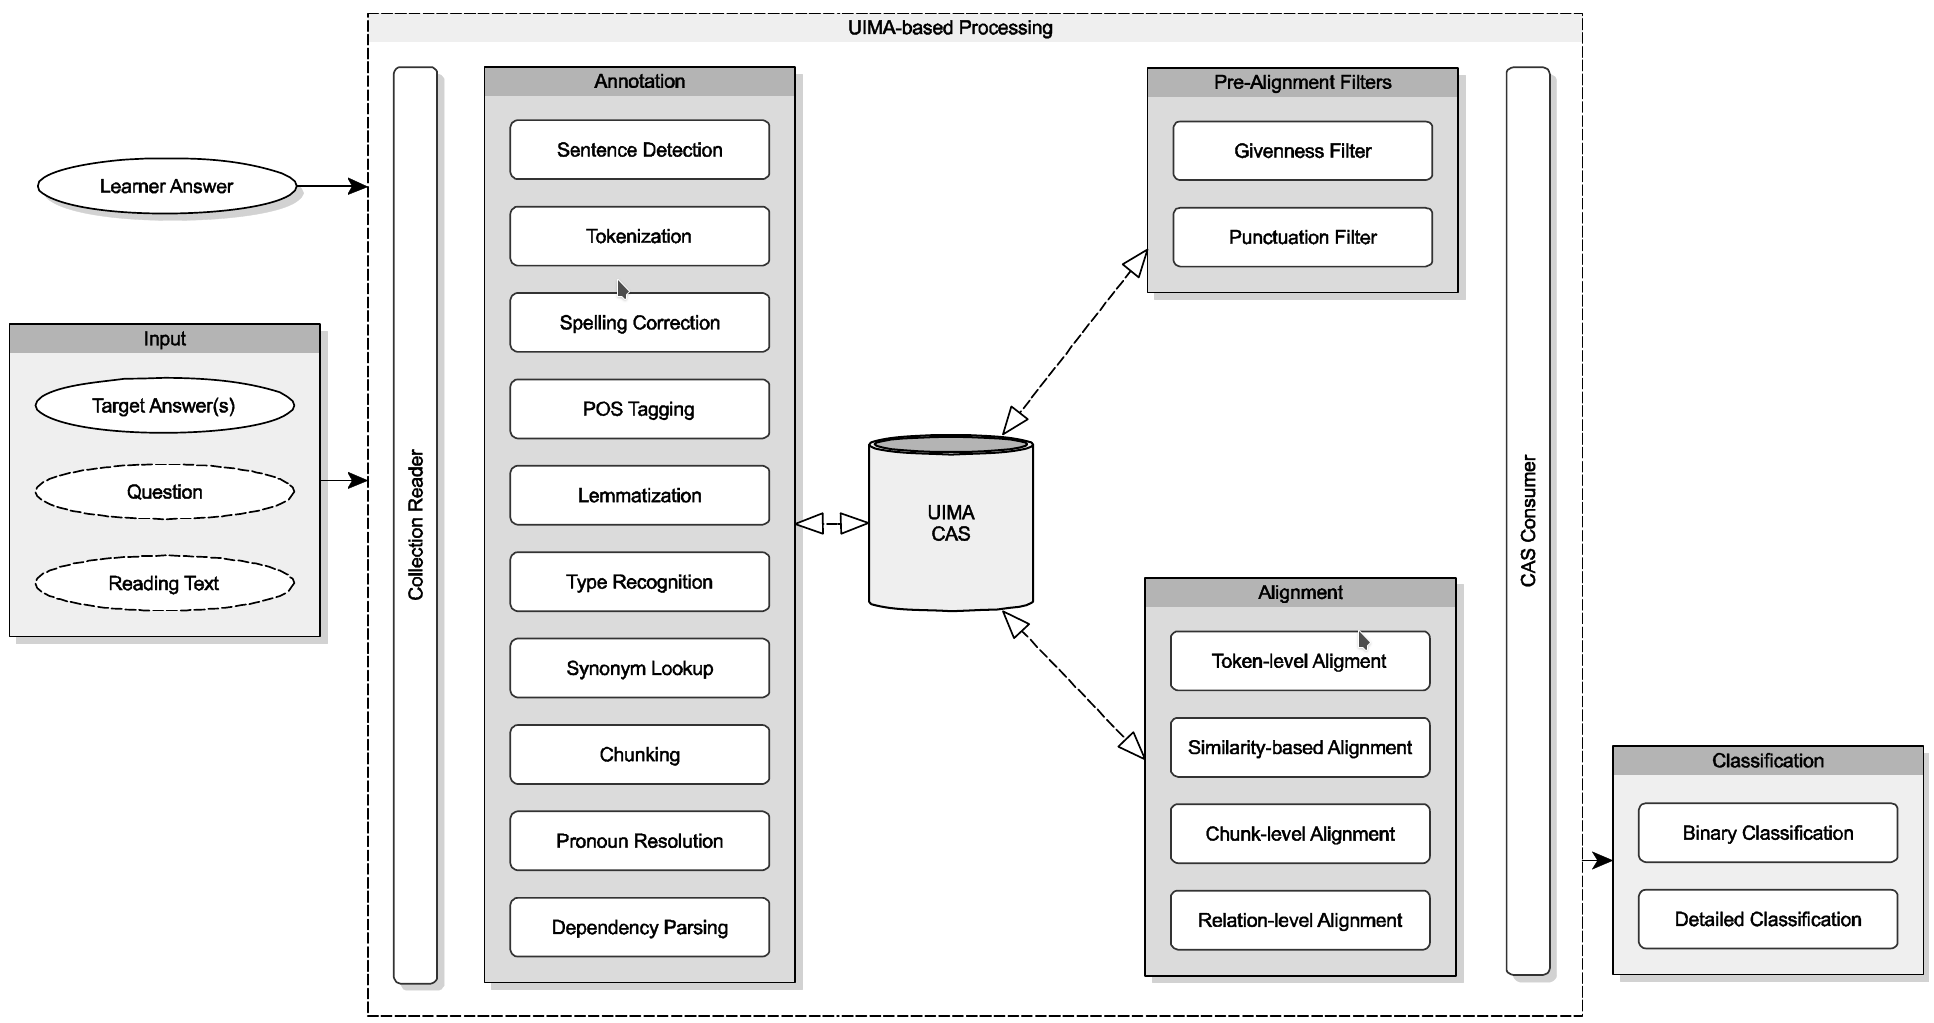 UIMA-based Processing
Learner Answer
Input
Target Answer(s)
Question
Reading Text
Collection Reader
Annotation
Sentence Detection
Tokenization
Spelling Correction
POS Tagging
Lemmatization
Type Recognition
Synonym Lookup
Chunking
Pronoun Resolution
Dependency Parsing
UIMA
CAS
Pre-Alignment Filters
Givenness Filter
Punctuation Filter
Alignment
Token-level Aligment
Similarity-based Alignment
Chunk-level Alignment
Relation-level Alignment
CAS Consumer
Classification
Binary Classification
Detailed Classification